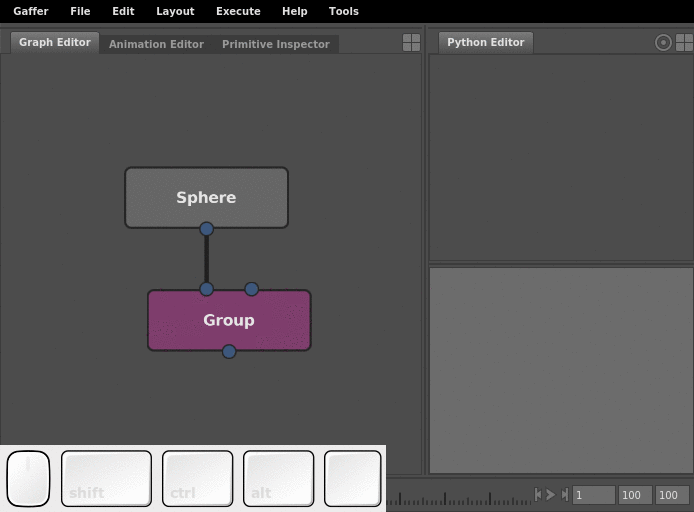 Gaffer File Edit Layout Execute Help Tools
Graph Editor Animation Editor Primitive Inspector Python Editor
Sphere
Group
shift ctrl alt
1 100 100